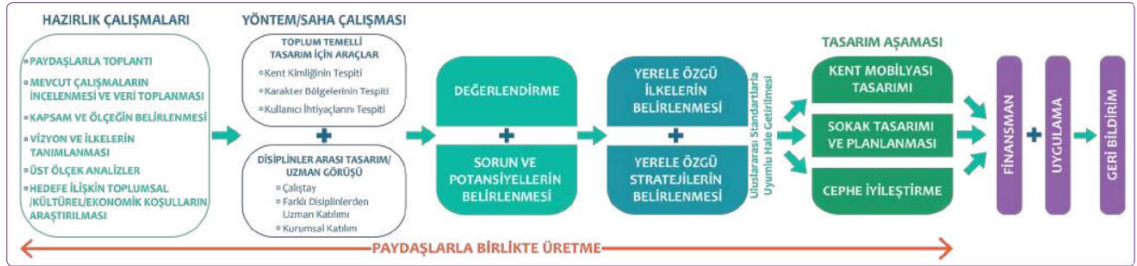 HAZIRLIK ÇALIŞMALARI
PAYDAŞLARLA TOPLANTI
MEVCUT ÇALIŞMALARIN
İNCELENMESİ VE VERİ TOPLANMASI
KAPSAM VE ÖLÇEĞİN BELİRLENMESİ
VİZYON VE İLKELERİN
TANIMLANMASI
ÜST ÖLÇEK ANALİZLER
HEDEFE İLİŞKİN TOPLUMSAL
/KÜLTÜREL/EKONOMİK KOŞULLARIN
ARAŞTIRILMASI
YÖNTEM/SAHA ÇALIŞMASI
TOPLUM TEMELLİ
TASARIM İÇİN ARAÇLAR
Kent Kimliğinin Tespiti
Karakter Bölgelerinin Tespiti
Kullanıcı İhtiyaçlarını Tespiti
+
DİSİPLİNLER ARASI TASARIM/
UZMAN GÖRÜŞÜ
Çalıştay
Farklı Disiplinlerden
Uzman Katılımı
Kurumsal Katılım
DEĞERLENDİRME
+
SORUN VE
POTANSİYELLERİN
BELİRLENMESİ
YERELE ÖZGÜ
İLKELERİN
BELİRLENMESİ
+
YERELE ÖZGÜ
STRATEJİLERİN
BELİRLENMESİ
Uluslararası Standartlarla
Uyumlu Hale Getirilmesi
TASARIM AŞAMASI
KENT MOBİLYASI
TASARIMI
SOKAK TASARIMI
VE PLANLANMASI
CEPHE İYİLEŞTİRME
FİNANSMAN
+
UYGULAMA
GERİ BİLDİRİM
PAYDAŞLARLA BİRLİKTE ÜRETME